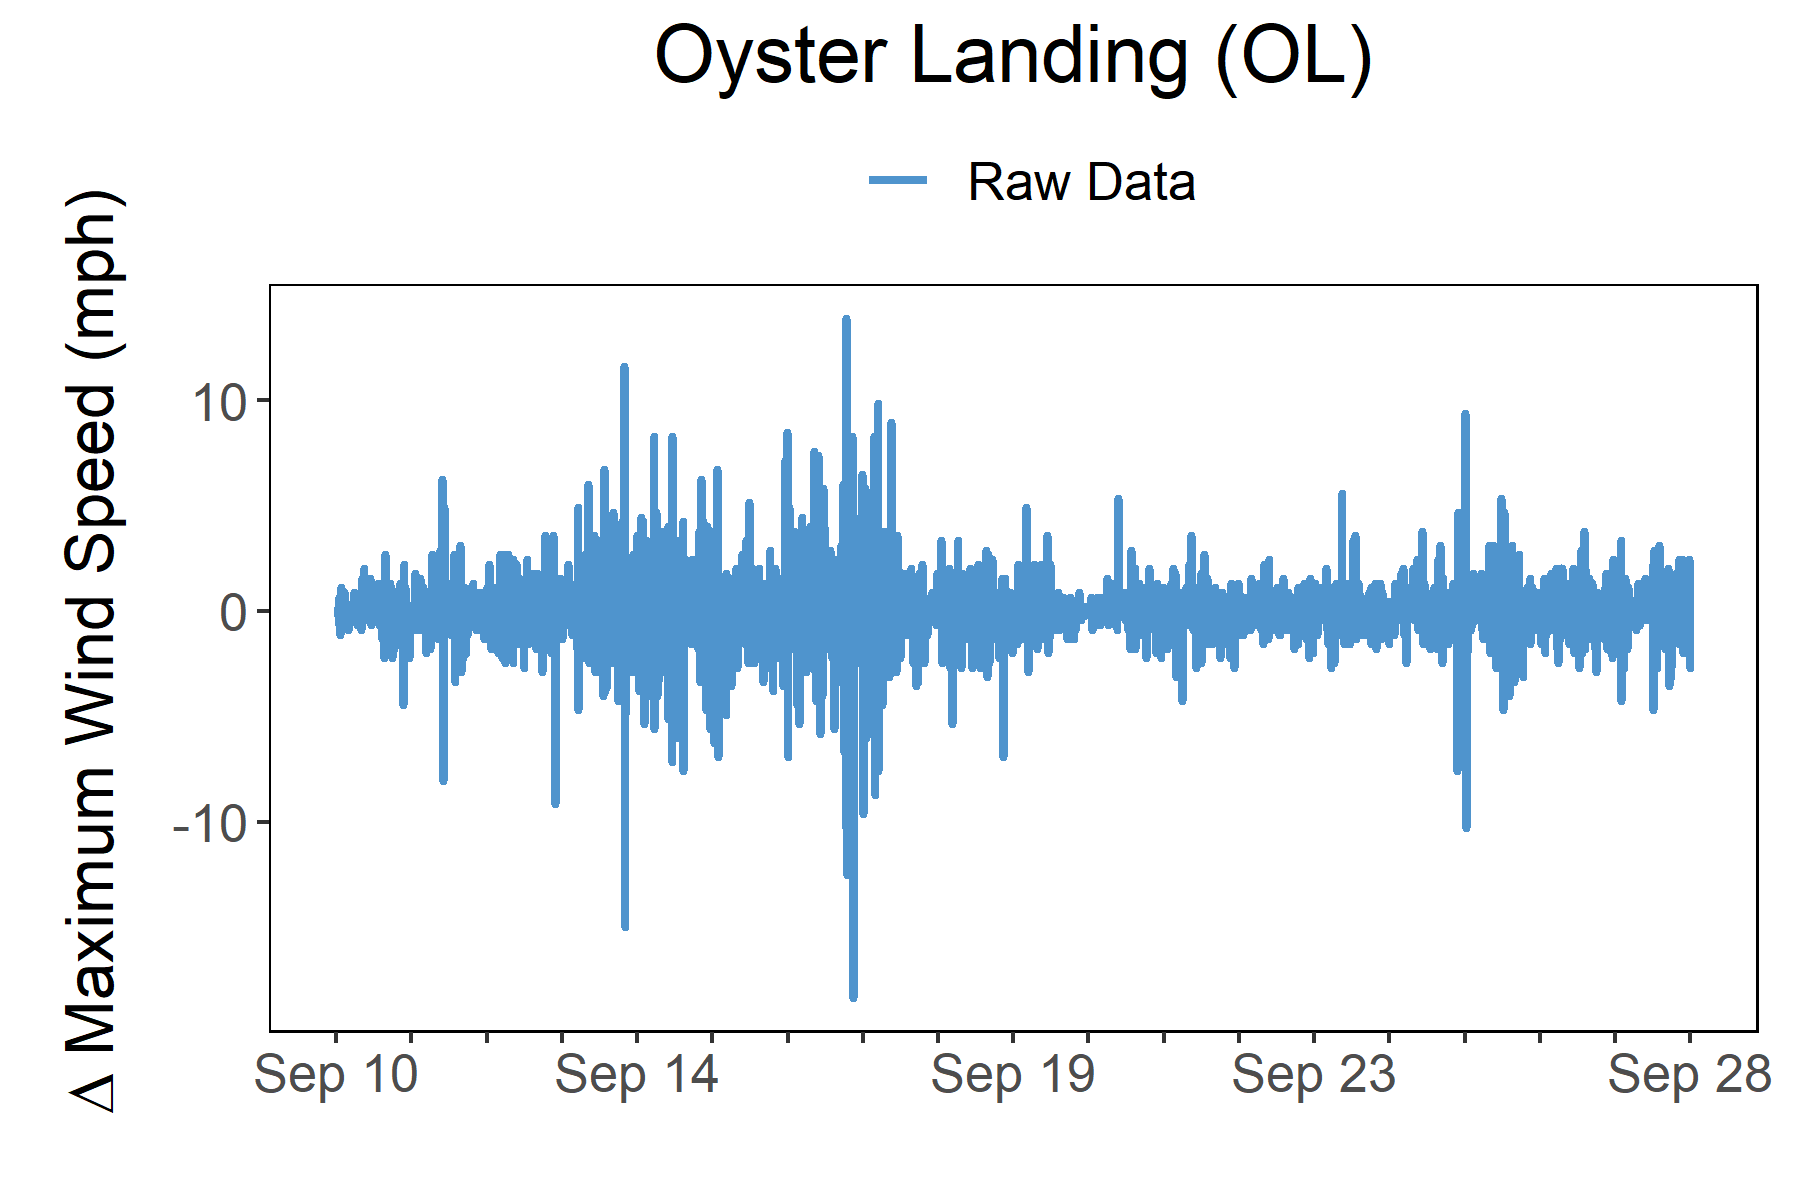 Oyster Landing (OL)
Raw Data
Δ Maximum Wind Speed (mph)
10
0
-10
Sep 10 Sep 14 Sep 19 Sep 23 Sep 28